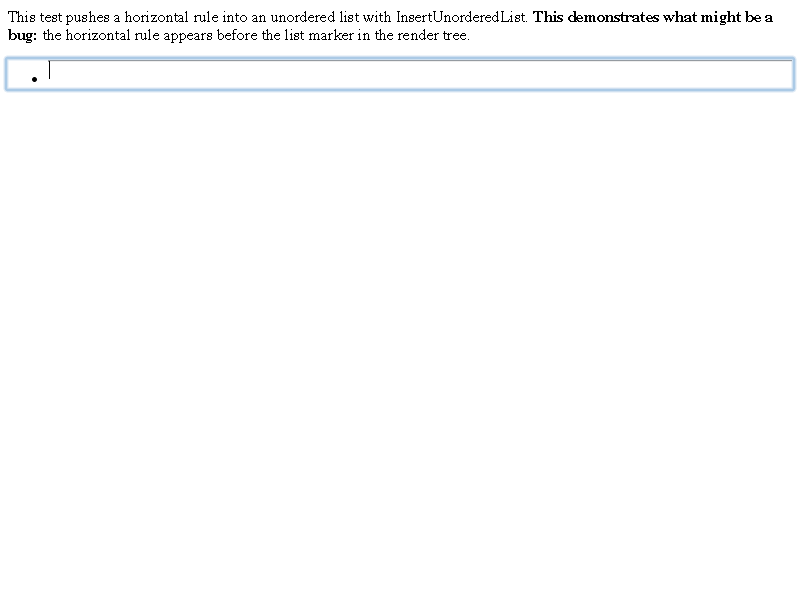 This test pushes a horizontal rule into an unordered list with InsertUnorderedList. This demonstrates what might be a
bug: the horizontal rule appears before the list marker in the render tree.